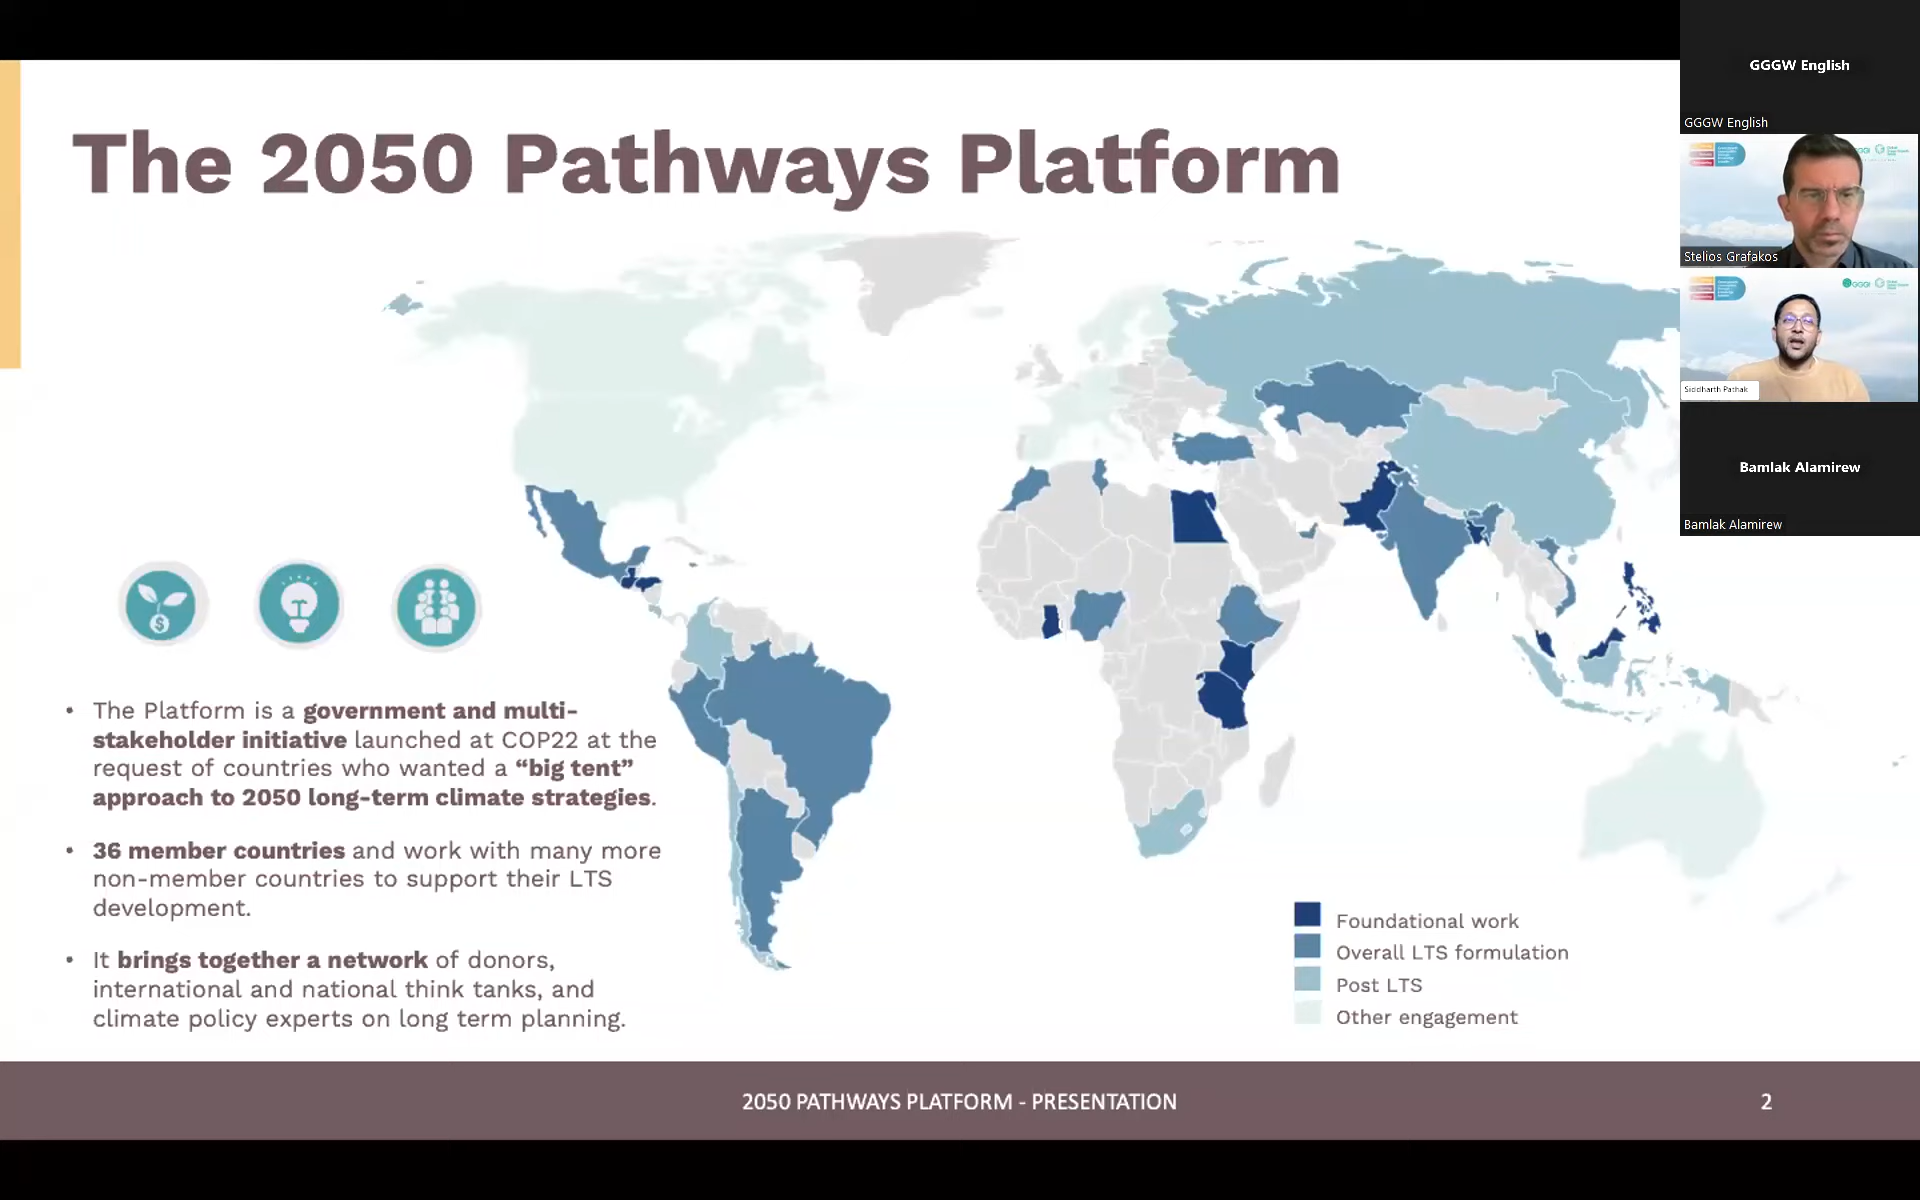 The 2050 Pathways Platform
• The Platform is a government and multi-
stakeholder initiative launched at COP22 at the
request of countries who wanted a “big tent”
approach to 2050 long-term climate strategies.
• 36 member countries and work with many more
non-member countries to support their LTS
development.
• It brings together a network of donors,
international and national think tanks, and
climate policy experts on long term planning.
Foundational work
Overall LTS formulation
Post LTS
Other engagement
2050 PATHWAYS PLATFORM - PRESENTATION
2
GGGW English
GGGW English
Stelios Grafakos
GGGI
Siddharth Pathak
Bamlak Alamirew
Bamlak Alamirew